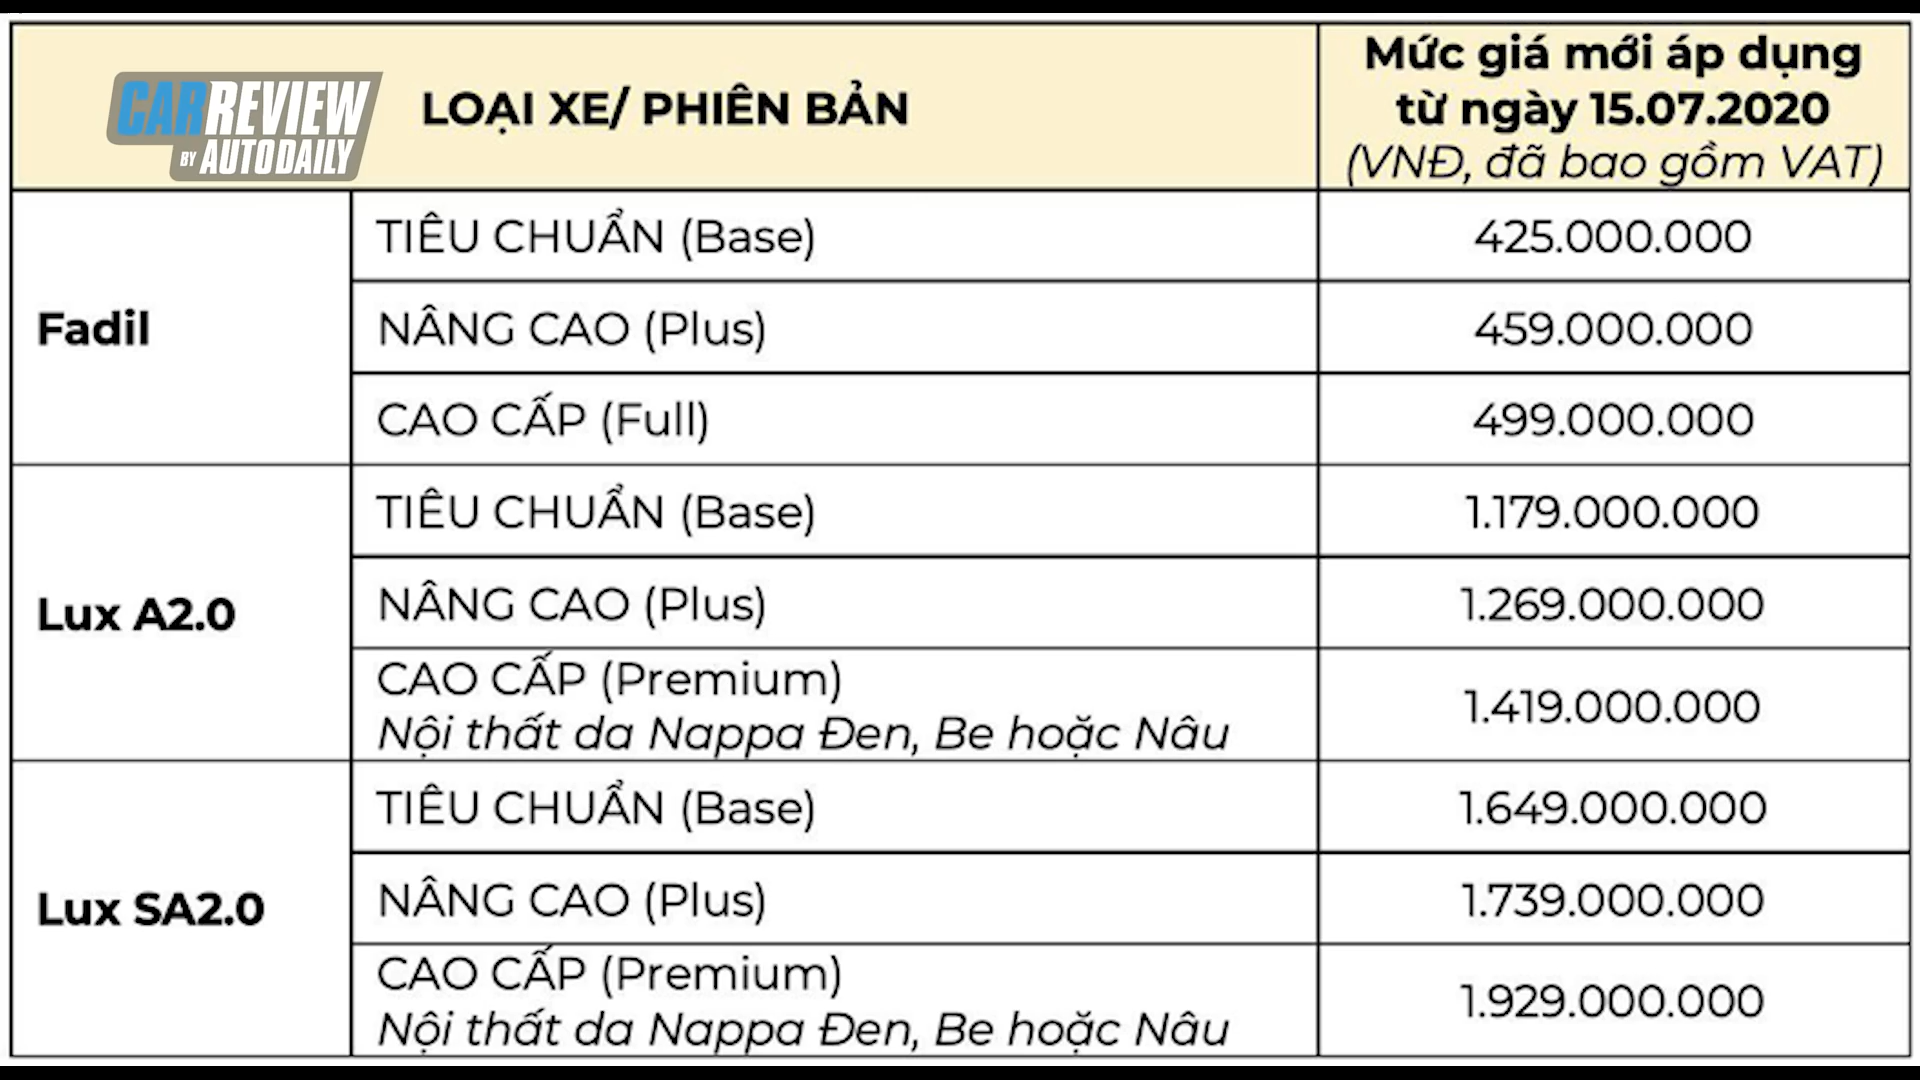 CARREVIEW
BY AUTODAILY
LOẠI XE/ PHIÊN BẢN
Mức giá mới áp dụng
từ ngày 15.07.2020
(VNĐ, đã bao gồm VAT)
Fadil
TIÊU CHUẨN (Base)
425.000.000
NÂNG CAO (Plus)
459.000.000
CAO CẤP (Full)
499.000.000
Lux A2.0
TIÊU CHUẨN (Base)
1.179.000.000
NÂNG CAO (Plus)
1.269.000.000
CAO CẤP (Premium)
Nội thất da Nappa Đen, Be hoặc Nâu
1.419.000.000
Lux SA2.0
TIÊU CHUẨN (Base)
1.649.000.000
NÂNG CAO (Plus)
1.739.000.000
CAO CẤP (Premium)
Nội thất da Nappa Đen, Be hoặc Nâu
1.929.000.000